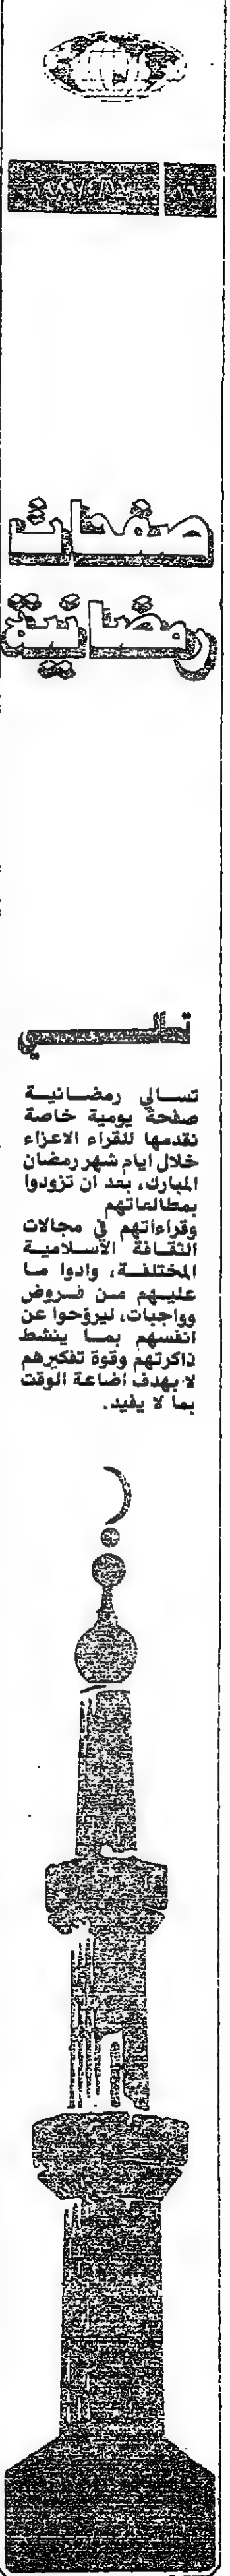 صفحات
رمضانية
تسالي
تسالي رمضانية
صفحة يومية خاصة
نقدمها للقراء الاعزاء
خلال ايام شهر رمضان
المبارك، بعد ان تزودوا
بمطالعاتهم
وقراءاتهم في مجالات
الثقافة الاسلامية
المختلفة، وادوا ما
عليهم من فروض
وواجبات، ليروّحوا عن
انفسهم بما ينشط
ذاكرتهم وقوة تفكيرهم
لا بهدف اضاعة الوقت
بما لا يفيد.